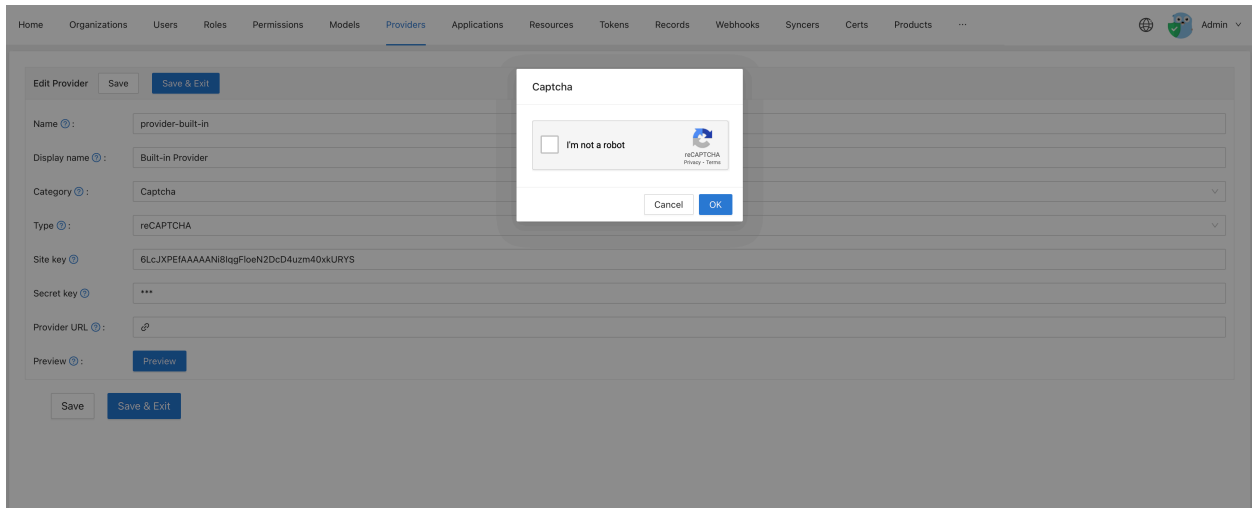 Home Organizations Users Roles Permissions Models Providers Applications Resources Tokens Records Webhooks Syncers Certs Products ··· Admin
Edit Provider Save Save & Exit
Captcha
Name : provider-built-in
I'm not a robot
reCAPTCHA
Privacy - Terms
Display name : Built-in Provider
Category : Captcha
Cancel OK
Type : reCAPTCHA
Site key 6LcJXPEfAAAAANi8lqgFloeN2DcD4uzm40xkURYS
Secret key ***
Provider URL :
Preview : Preview
Save Save & Exit